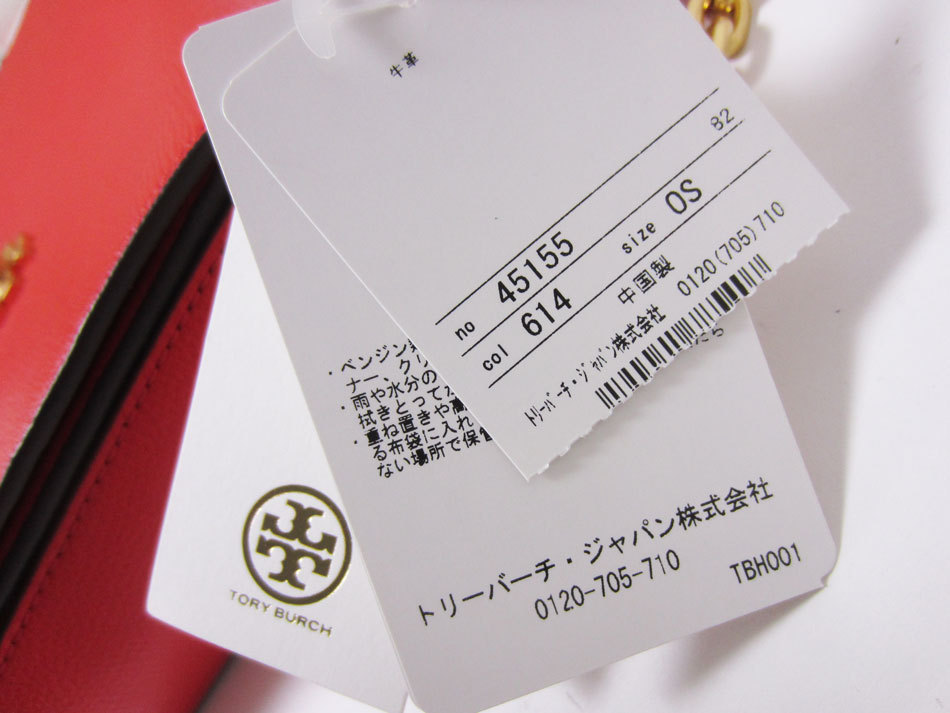 牛革
82
no 45155 size OS
col 614 中国製
トリーバーチ・ジャパン株式会社 0120(705)710
・ベンジン
ナー、ク
・雨や水分の
拭きとって
・重ね置きや
る布袋に入れ
ない場所で保管
トリーバーチ・ジャパン株式会社
0120-705-710
TBH001
TORY BURCH